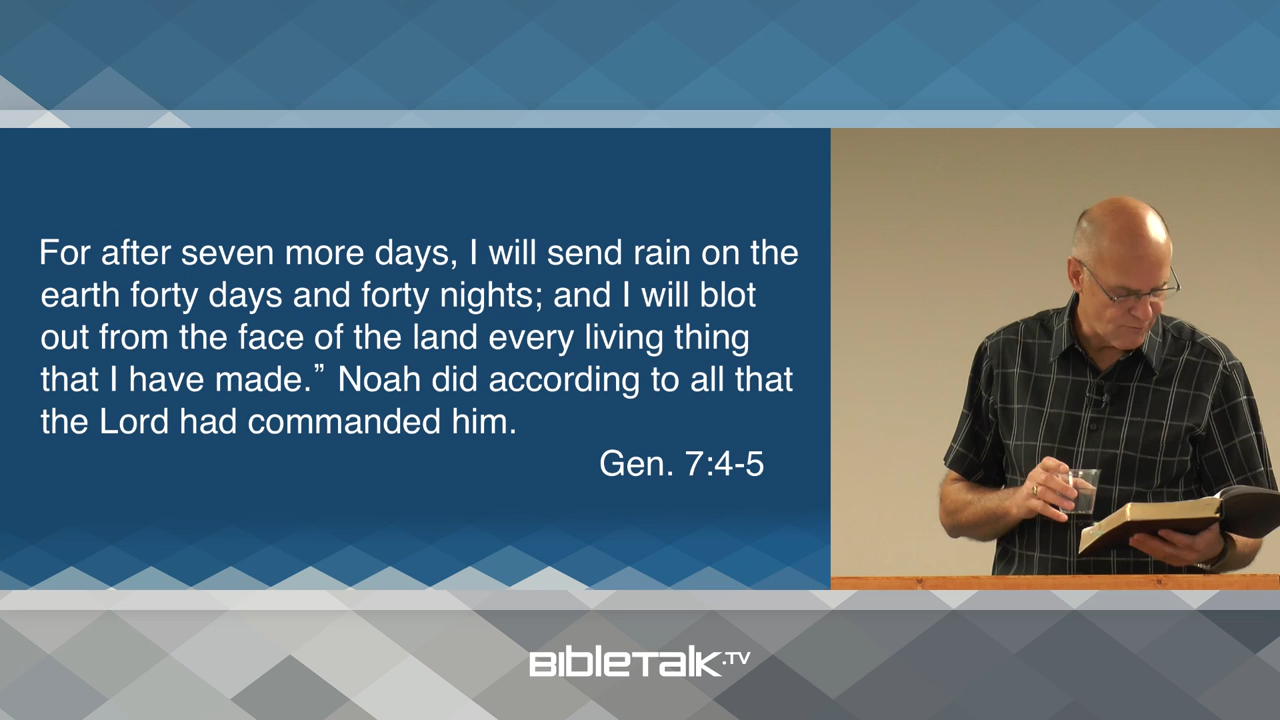 For after seven more days, I will send rain on the
earth forty days and forty nights; and I will blot
out from the face of the land every living thing
that I have made.” Noah did according to all that
the Lord had commanded him.
Gen. 7:4-5
BIBLETALK.TV